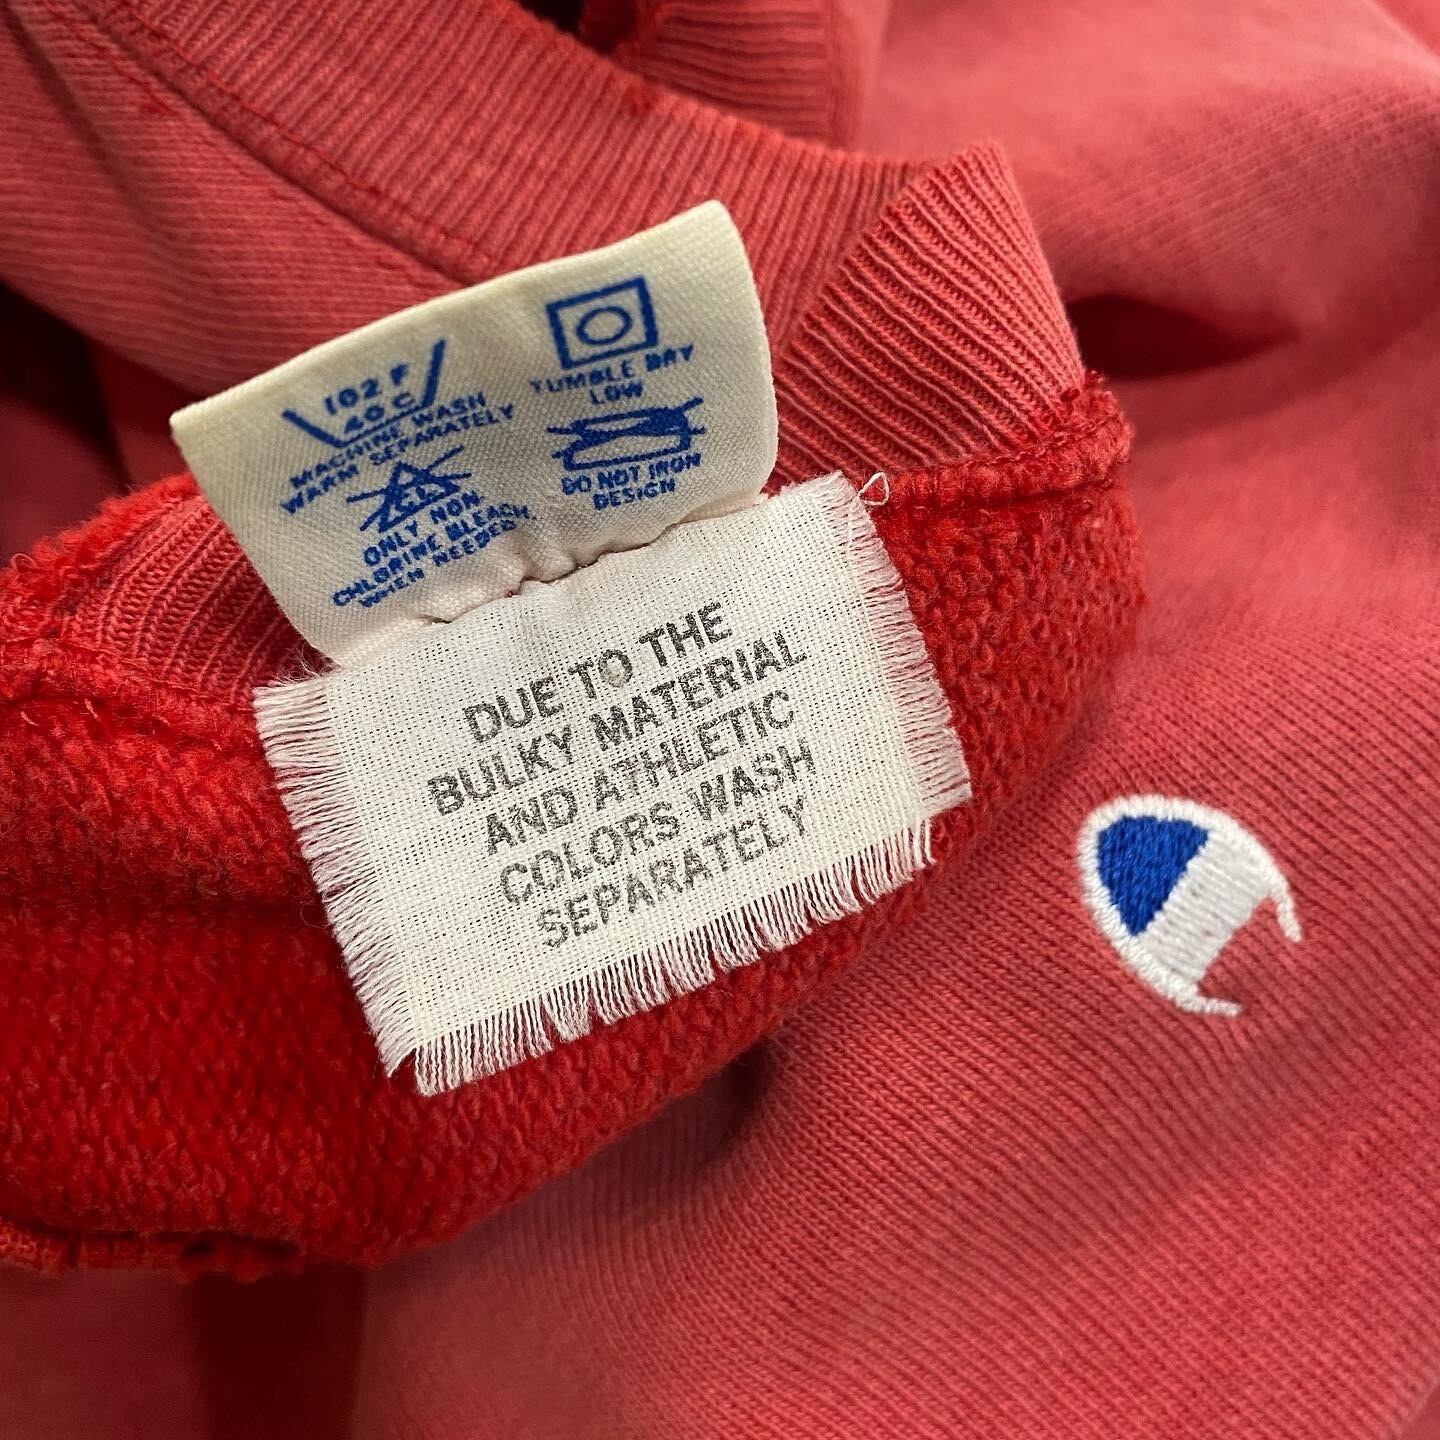 102 F
40 C
MACHINE WASH
WARM SEPARATELY
CL
ONLY NON
CHLORINE BLEACH
WHEN NEEDED
TUMBLE DRY
LOW
DO NOT IRON
DESIGN
DUE TO THE
BULKY MATERIAL
AND ATHLETIC
COLORS WASH
SEPARATELY